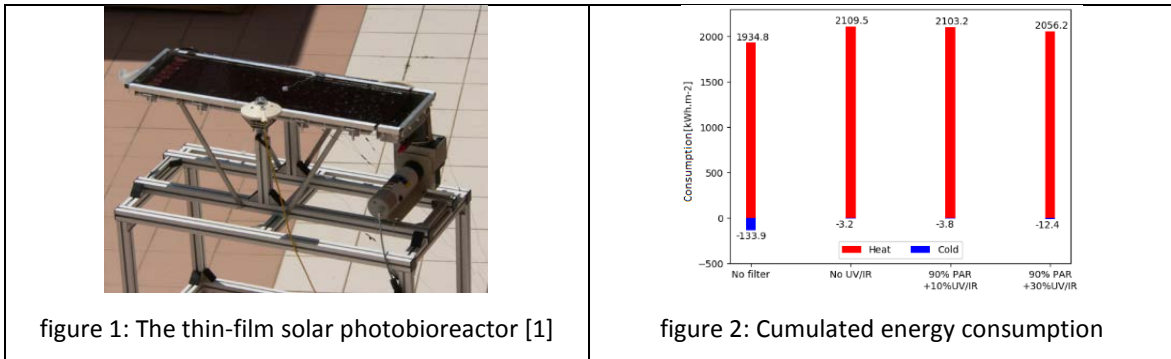 1934.8
2109.5
2103.2
2056.2
2000
1500
1000
500
0
-500
Consumption[kWh.m-2]
-133.9
-3.2
-3.8
-12.4
Heat
Cold
No filter
No UV/IR
90% PAR
+10%UV/IR
90% PAR
+30%UV/IR
figure 1: The thin-film solar photobioreactor [1]
figure 2: Cumulated energy consumption